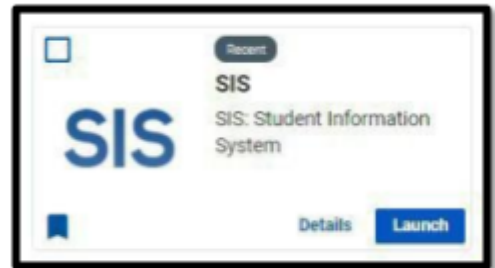 Recent
SIS
SIS
SIS: Student Information
System
Details Launch